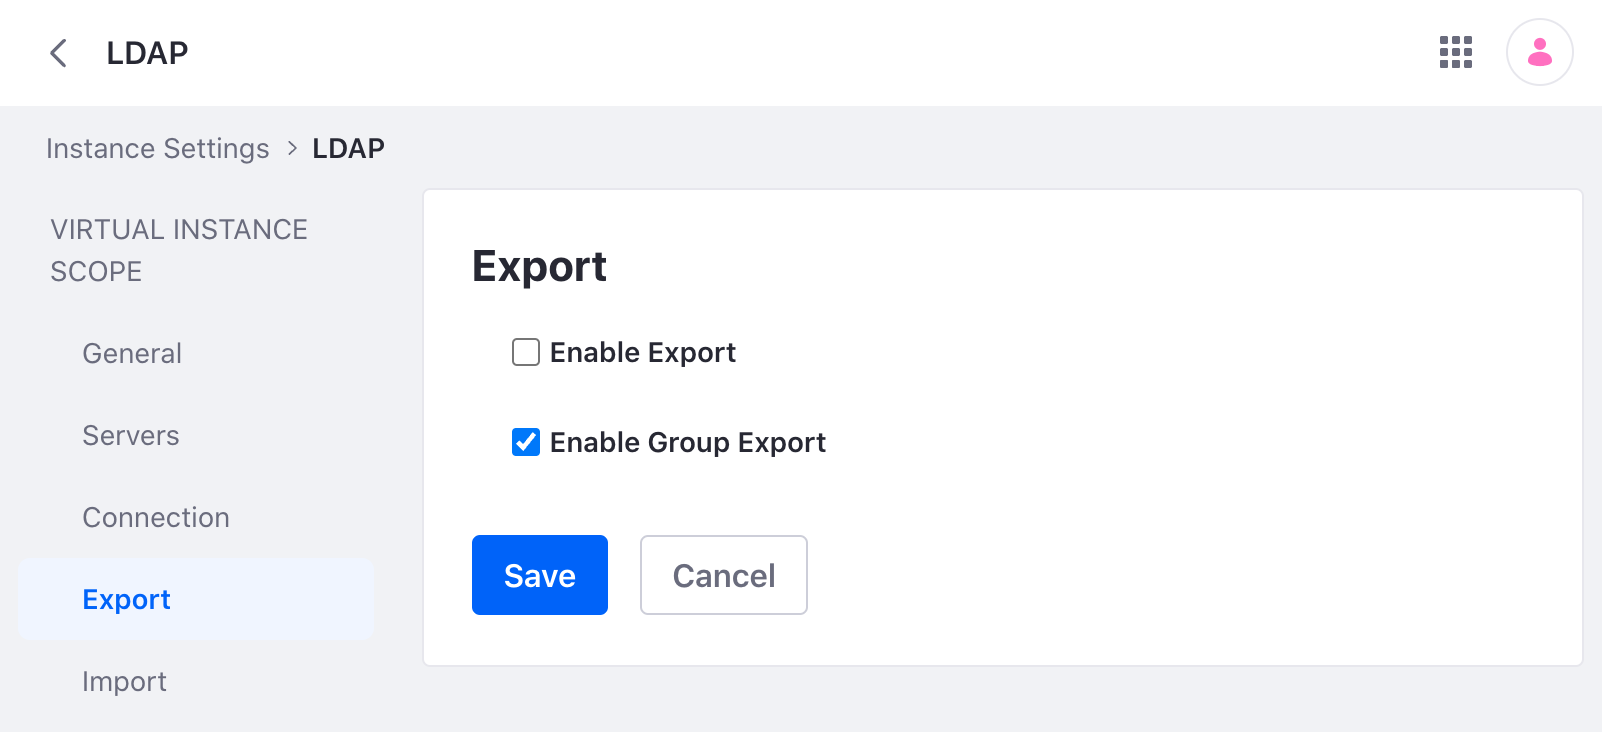 LDAP
Instance Settings > LDAP
VIRTUAL INSTANCE
SCOPE
General
Servers
Connection
Export
Import
Export
Enable Export
Enable Group Export
Save
Cancel